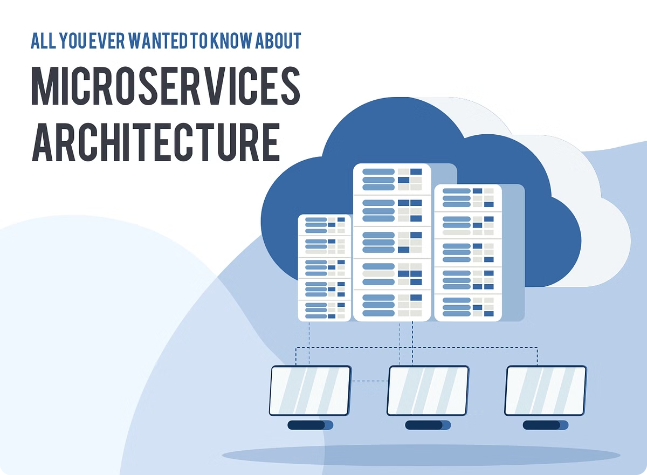 ALL YOU EVER WANTED TO KNOW ABOUT
MICROSERVICES
ARCHITECTURE